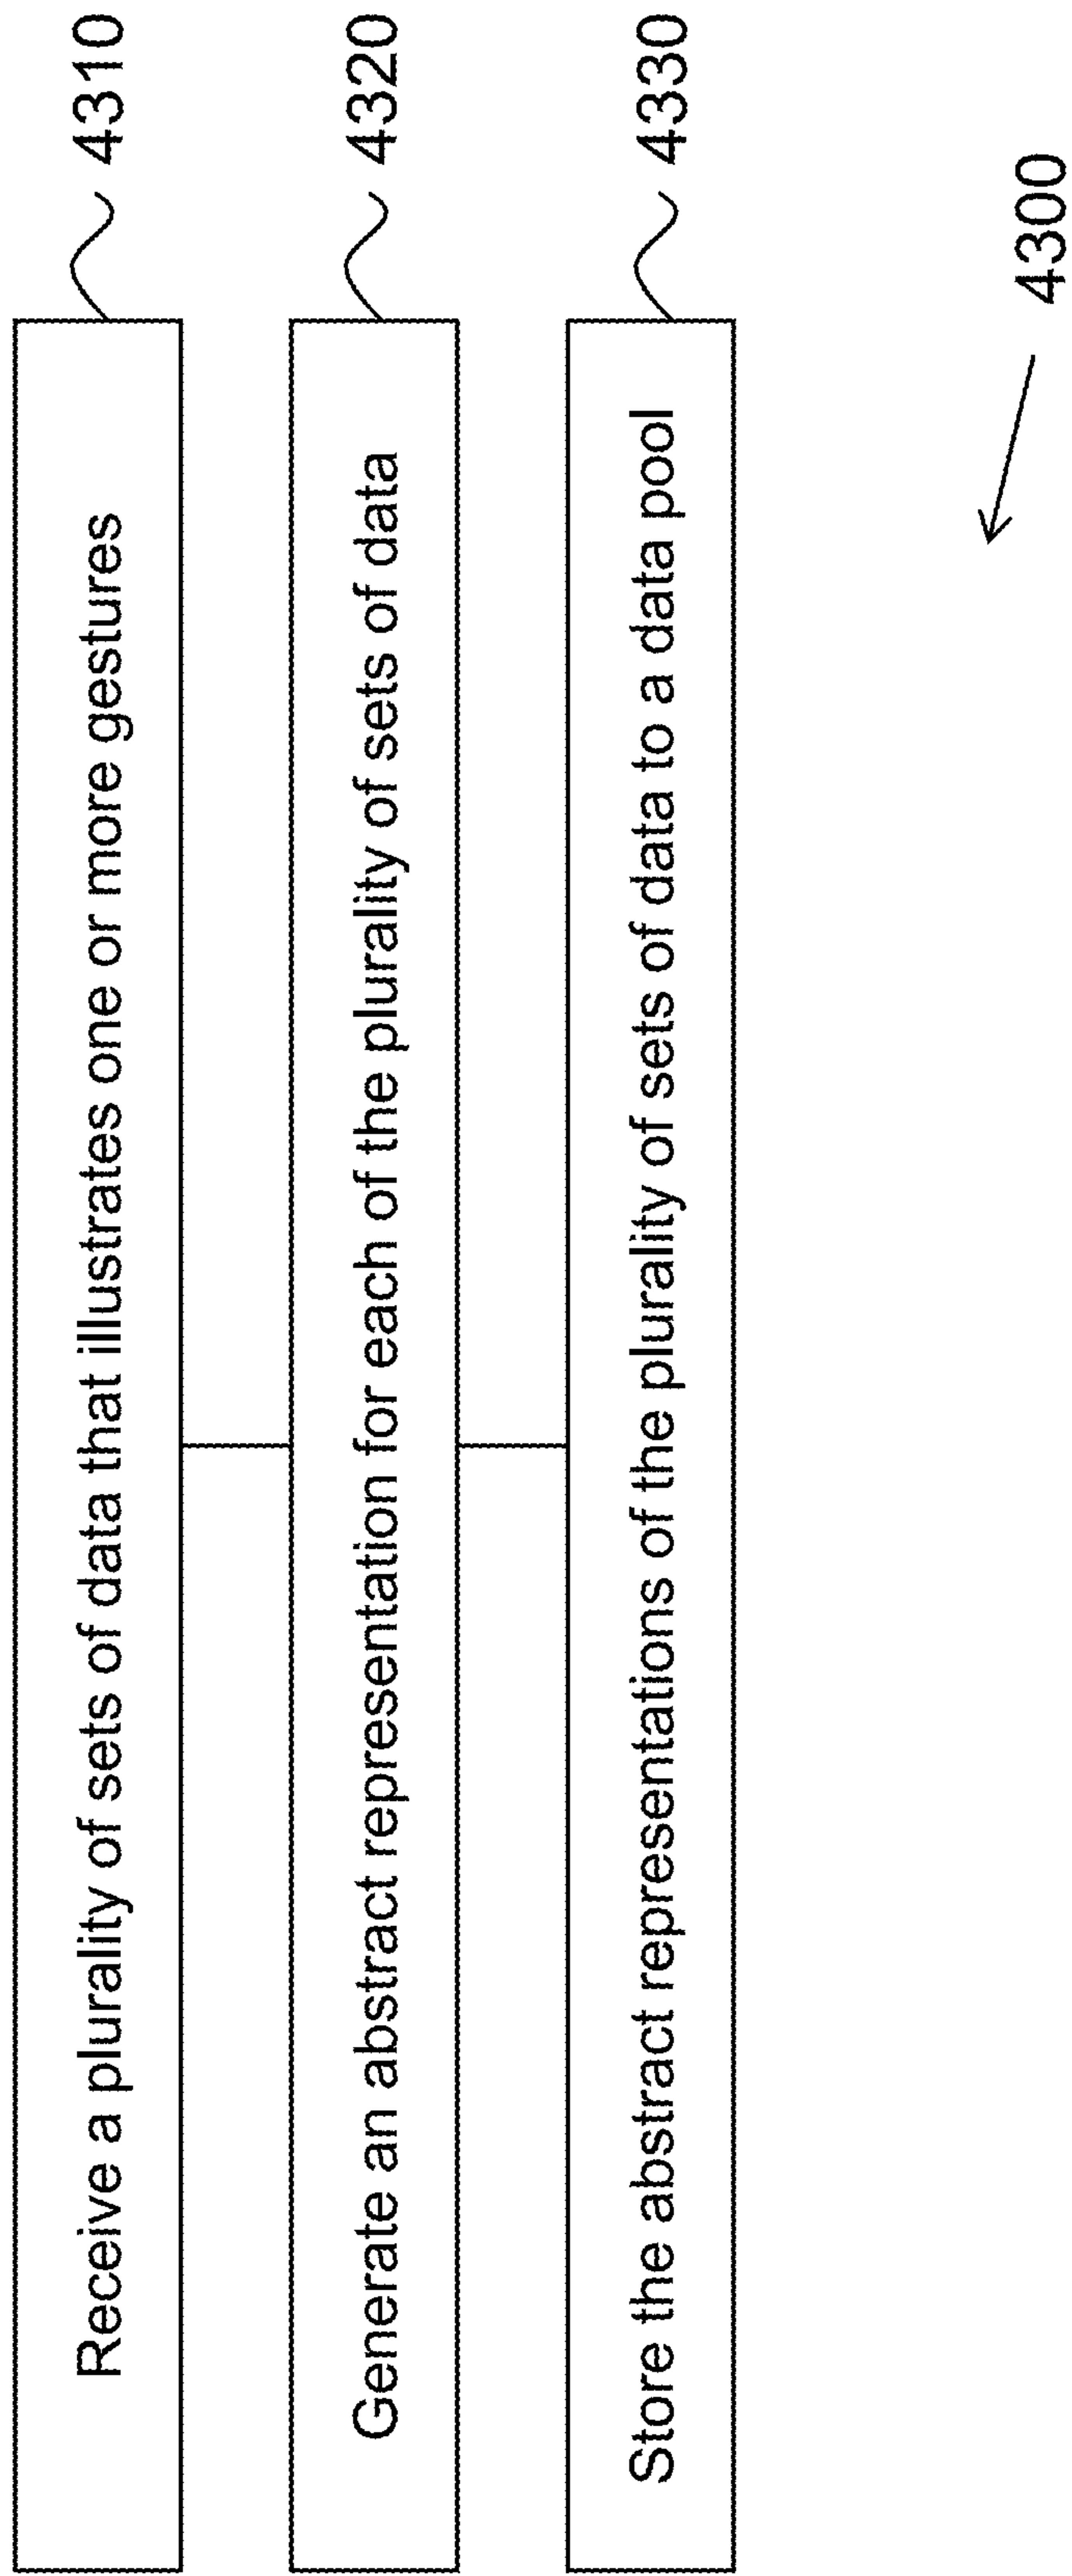 Receive a plurality of sets of data that illustrates one or more gestures
4310
Generate an abstract representation for each of the plurality of sets of data
4320
Store the abstract representations of the plurality of sets of data to a data pool
4330
4300